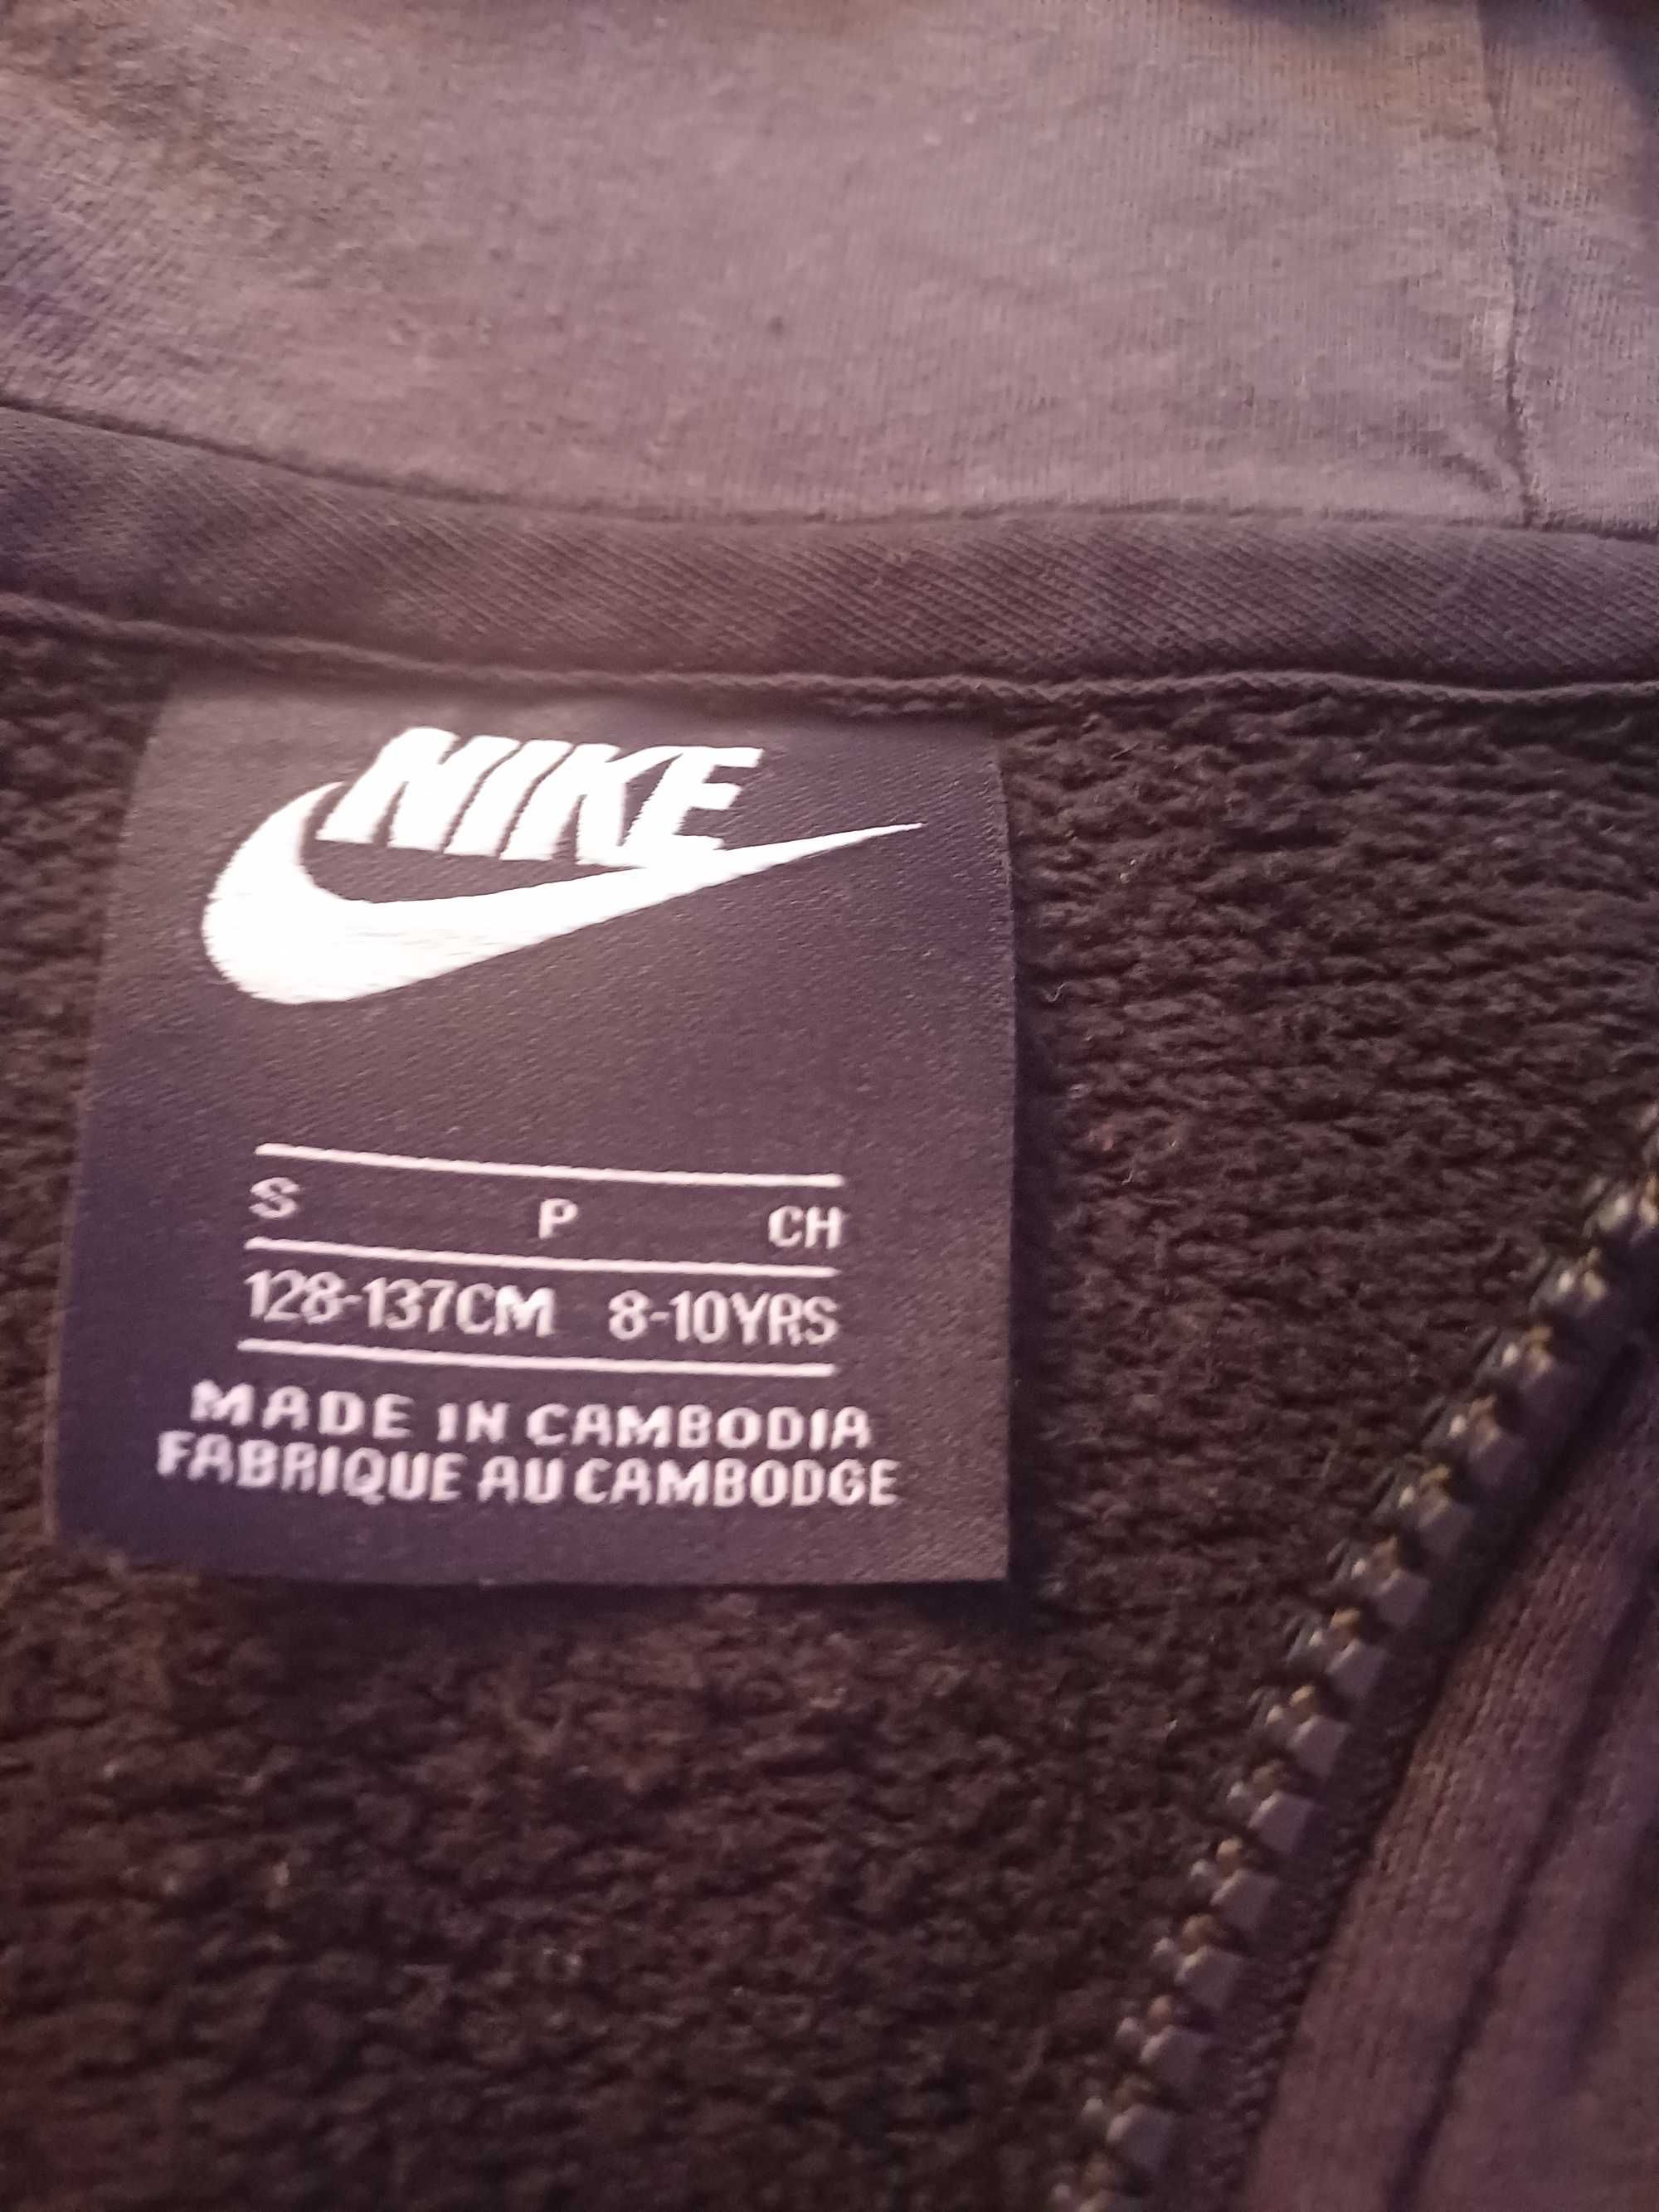 NIKE
S P CH
128-137CM 8-10YRS
MADE IN CAMBODIA
FABRIQUE AU CAMBODGE